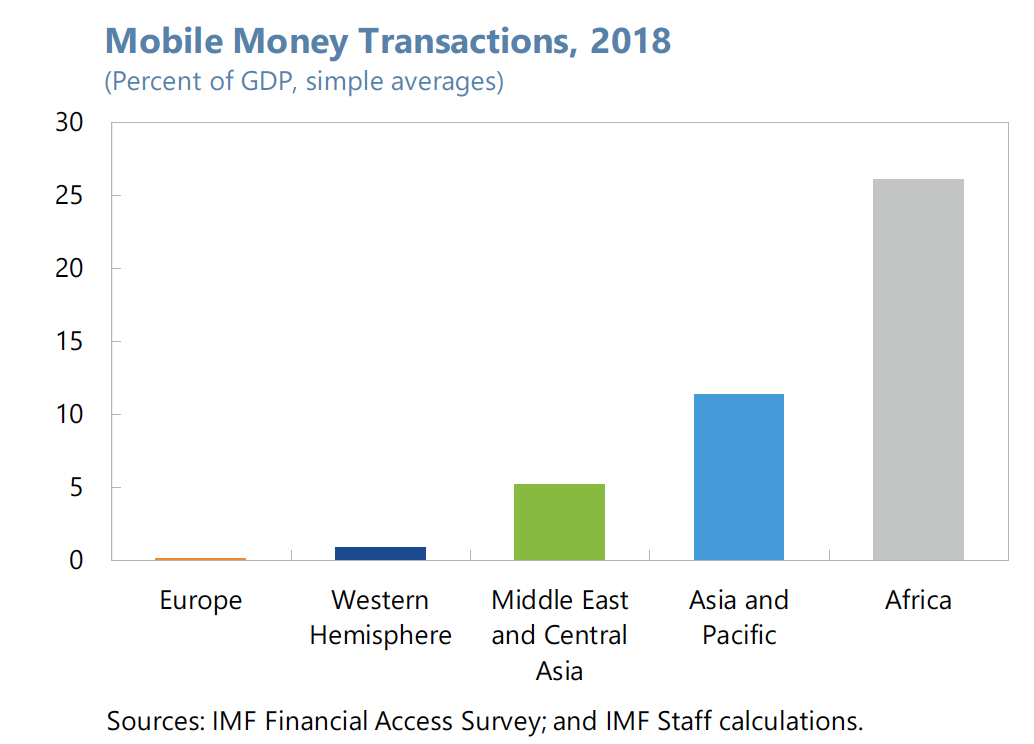 Mobile Money Transactions, 2018
(Percent of GDP, simple averages)
30
25
20
15
10
5
0
Europe
Western
Hemisphere
Middle East
and Central
Asia
Asia and
Pacific
Africa
Sources: IMF Financial Access Survey; and IMF Staff calculations.